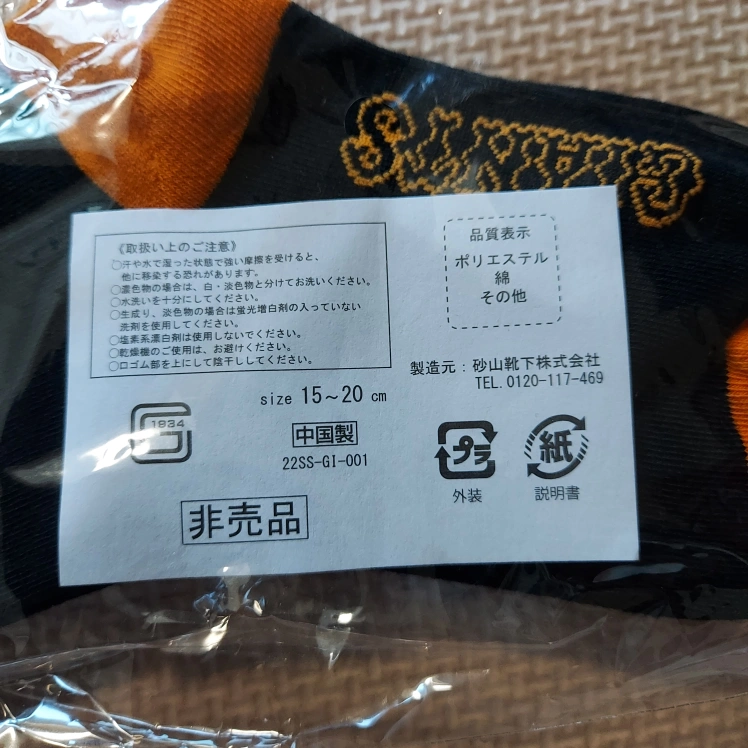 《取扱い上のご注意》
○汗や水で湿った状態で強い摩擦を受けると、
他に移染する恐れがあります。
○濃色物の場合は、白・淡色物と分けてお洗いください。
○水洗いを十分にしてください。
○生成り、淡色物の場合は蛍光増白剤の入っていない
洗剤を使用してください。
○塩素系漂白剤は使用しないでください。
○乾燥機のご使用は、お避けください。
○口ゴム部を上にして陰干ししてください。
品質表示
ポリエステル
綿
その他
製造元：砂山靴下株式会社
TEL.0120-117-469
size 15～20 cm
1934
G
中国製
22SS-GI-001
非売品
プラ
外装
紙
説明書